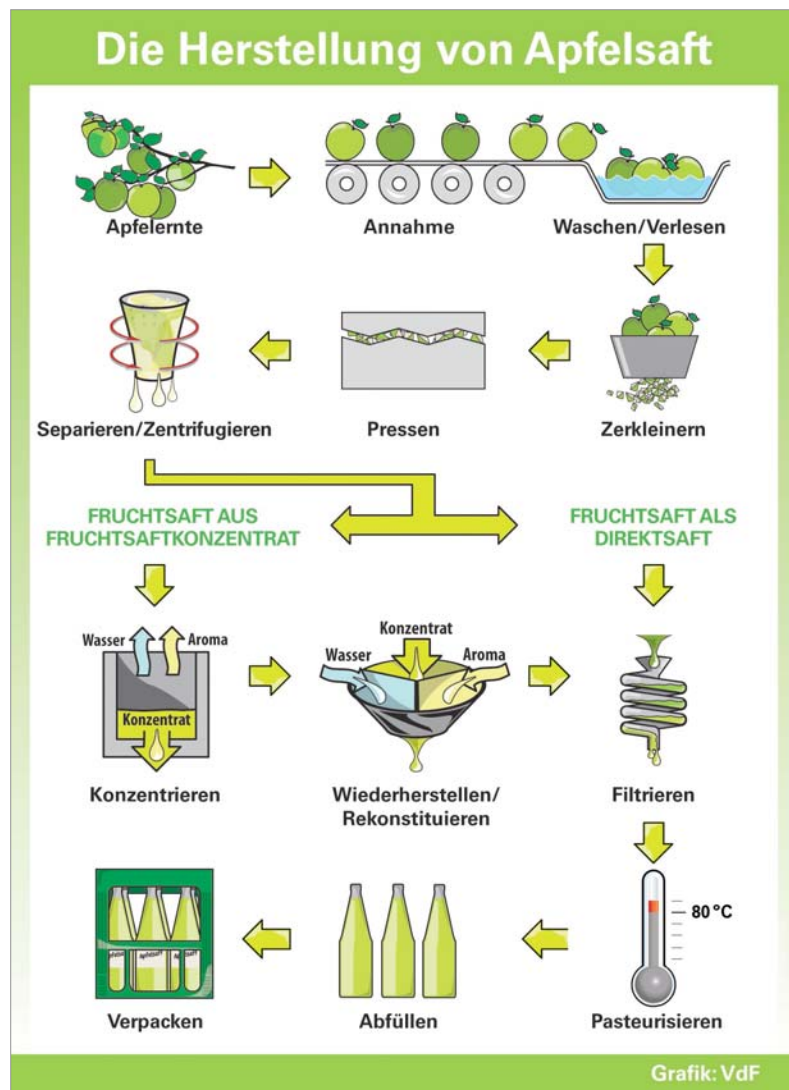 Die Herstellung von Apfelsaft
Apfelernte
Annahme
Waschen/Verlesen
Separieren/Zentrifugieren
Pressen
Zerkleinern
FRUCHTSAFT AUS
FRUCHTSAFTKONZENTRAT
FRUCHTSAFT ALS
DIREKTSAFT
Wasser
Aroma
Konzentrat
Konzentrieren
Konzentrat
Wasser
Aroma
Wiederherstellen/
Rekonstituieren
Filtrieren
Apfelsaft
Verpacken
Abfüllen
80 °C
Pasteurisieren
Grafik: VdF